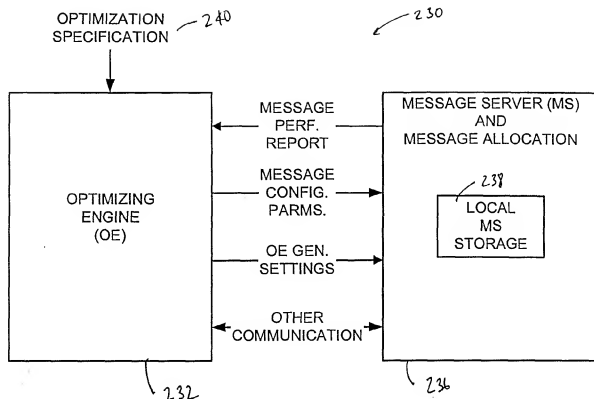 OPTIMIZATION
SPECIFICATION
240
230
MESSAGE
PERF.
REPORT
MESSAGE SERVER (MS)
AND
MESSAGE ALLOCATION
OPTIMIZING
ENGINE
(OE)
MESSAGE
CONFIG.
PARMS.
238
LOCAL
MS
STORAGE
OE GEN.
SETTINGS
OTHER
COMMUNICATION
232
236